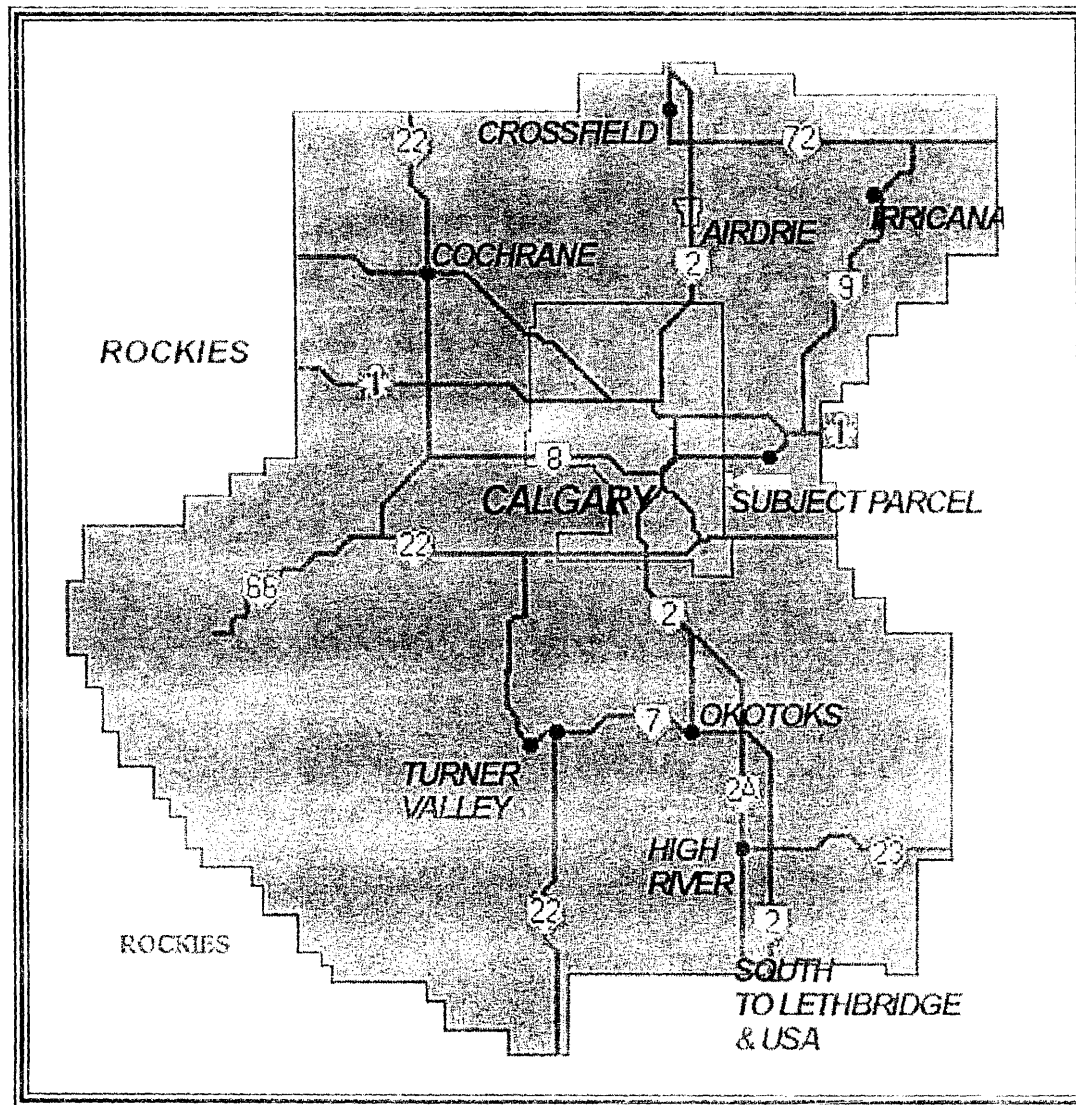 22
CROSSFIELD
72
IRRICANA
AIRDRIE
COCHRANE
2
9
ROCKIES
1
1
8
CALGARY
SUBJECT PARCEL
22
66
2
7
OKOTOKS
TURNER
VALLEY
2A
HIGH
RIVER
23
22
2
ROCKIES
SOUTH
TO LETHBRIDGE
& USA